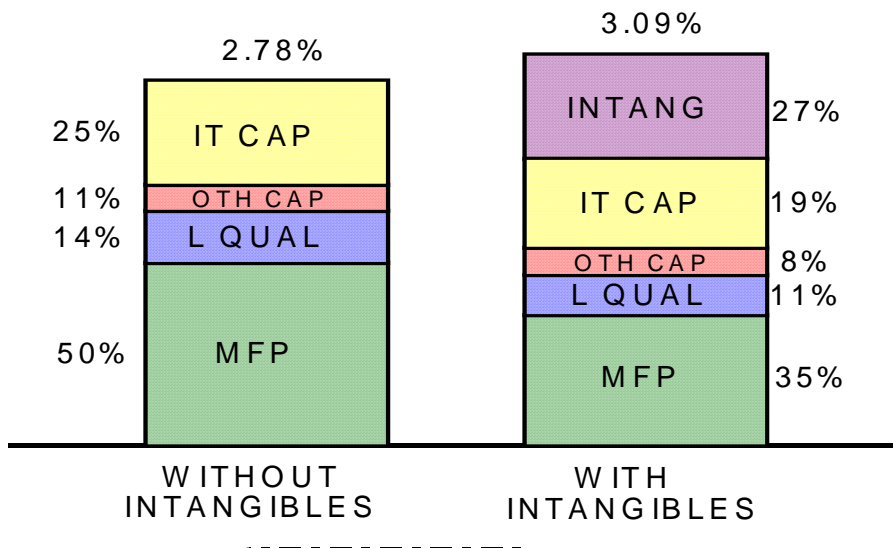 2.78%
3.09%
25%
IT CAP
11%
OTH CAP
14%
L QUAL
50%
MFP
INTANG
27%
IT CAP
19%
OTH CAP
8%
L QUAL
11%
MFP
35%
WITHOUT
INTANGIBLES
WITH
INTANGIBLES